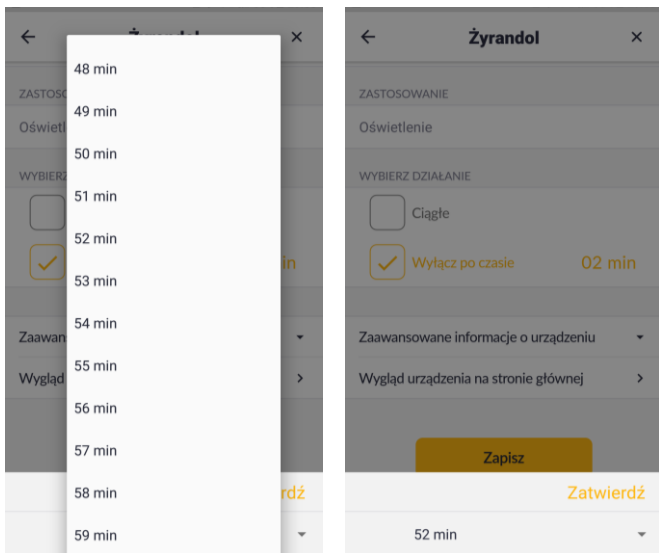 ZASTOSO
Oświetl
WYBIERZ
in
Zaawan
Wygląd
48 min
49 min
50 min
51 min
52 min
53 min
54 min
55 min
56 min
57 min
58 min
59 min
rdź
Żyrandol
ZASTOSOWANIE
Oświetlenie
WYBIERZ DZIAŁANIE
Ciągłe
Wyłącz po czasie 02 min
Zaawansowane informacje o urządzeniu
Wygląd urządzenia na stronie głównej
Zapisz
Zatwierdź
52 min